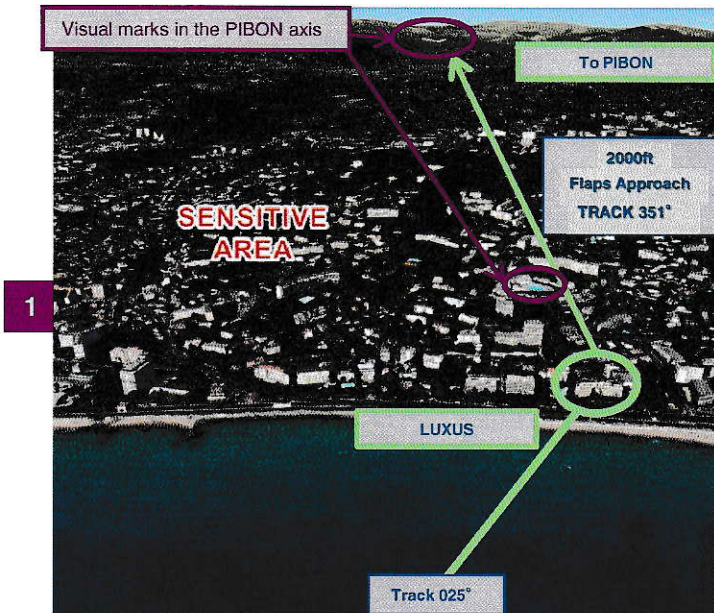 Visual marks in the PIBON axis
To PIBON
2000ft
Flaps Approach
TRACK 351°
SENSITIVE
AREA
1
LUXUS
Track 025°